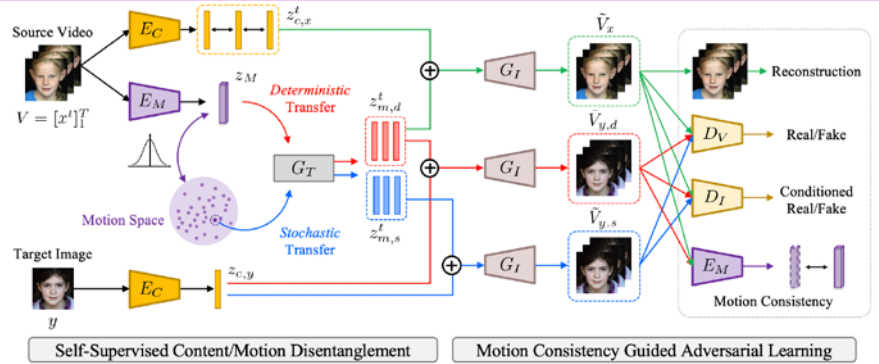 Source Video
V = [x^t]_1^T
E_C
z^t_{c,x}
E_M
z_M
Deterministic
Transfer
z^t_{m,d}
G_T
z^t_{m,s}
Motion Space
Stochastic
Transfer
Target Image
y
E_C
z_{c,y}
G_I
Ṽ_x
Reconstruction
G_I
Ṽ_{y,d}
D_V
Real/Fake
D_I
Conditioned
Real/Fake
G_I
Ṽ_{y,s}
E_M
Motion Consistency
Self-Supervised Content/Motion Disentanglement
Motion Consistency Guided Adversarial Learning